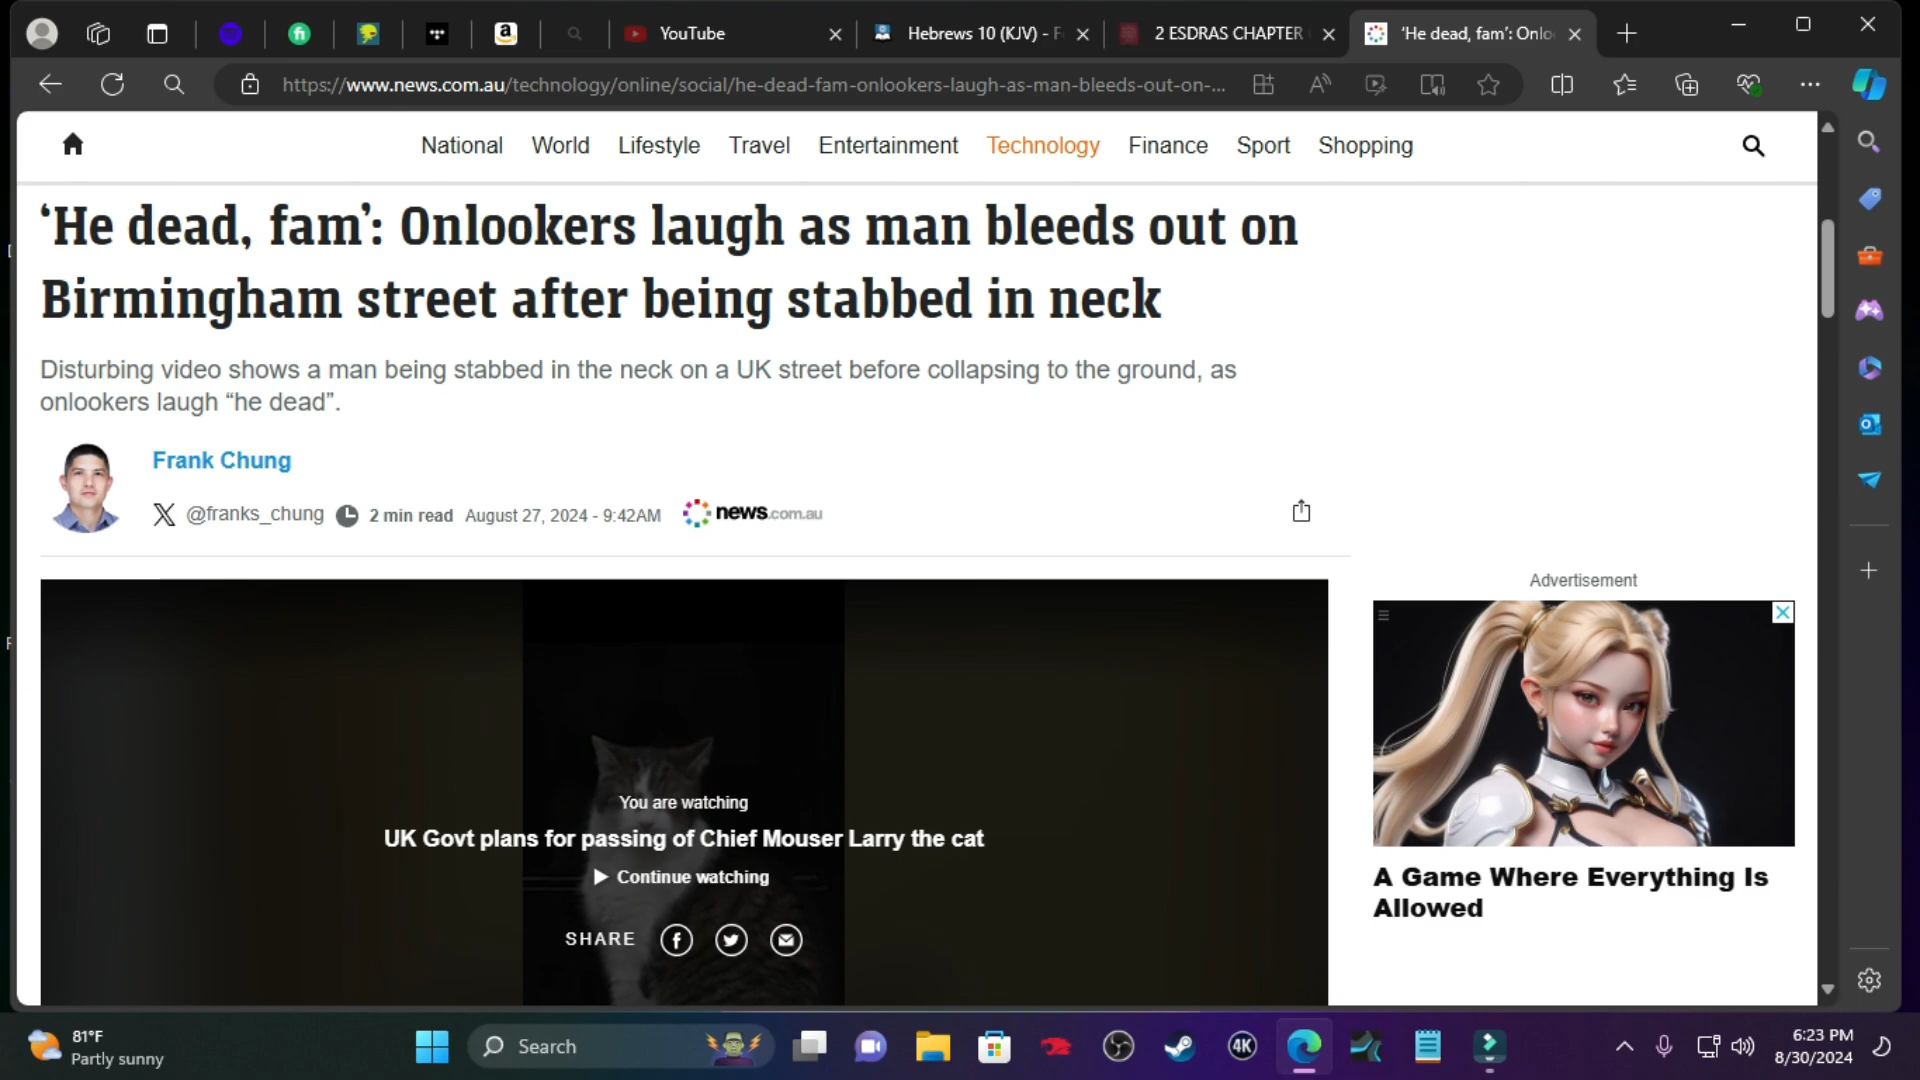 YouTube
Hebrews 10 (KJV) - F
2 ESDRAS CHAPTER
‘He dead, fam’: Onlo
https://www.news.com.au/technology/online/social/he-dead-fam-onlookers-laugh-as-man-bleeds-out-on-...
National World Lifestyle Travel Entertainment Technology Finance Sport Shopping
‘He dead, fam’: Onlookers laugh as man bleeds out on
Birmingham street after being stabbed in neck
Disturbing video shows a man being stabbed in the neck on a UK street before collapsing to the ground, as
onlookers laugh “he dead”.
Frank Chung
@franks_chung 2 min read August 27, 2024 - 9:42AM news.com.au
Advertisement
You are watching
UK Govt plans for passing of Chief Mouser Larry the cat
Continue watching
SHARE
A Game Where Everything Is
Allowed
81°F
Partly sunny
Search
4K
6:23 PM
8/30/2024